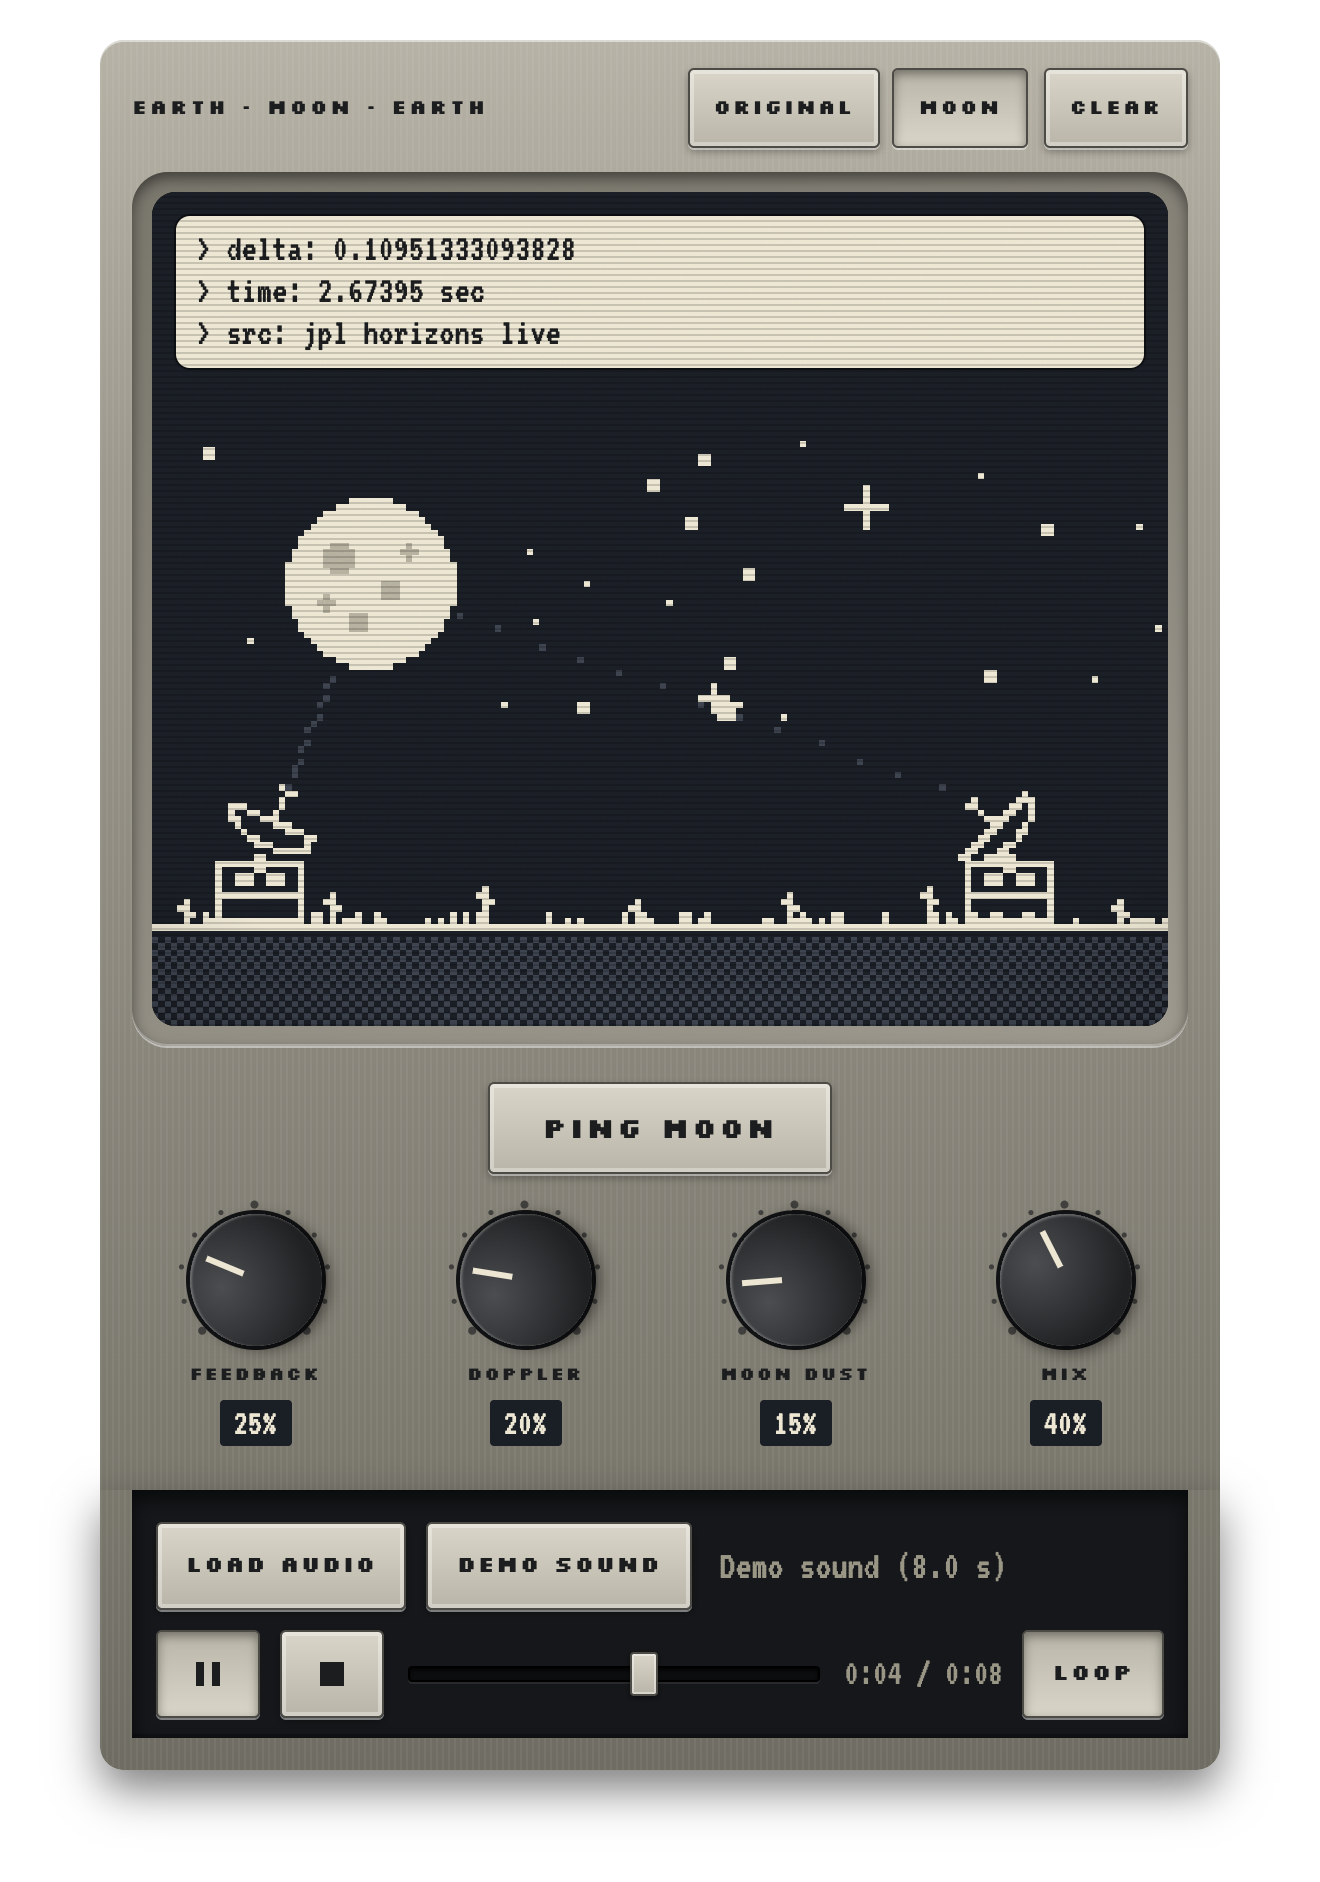 EARTH - MOON - EARTH
ORIGINAL
MOON
CLEAR
> delta: 0.10951333093828
> time: 2.67395 sec
> src: jpl horizons live
PING MOON
FEEDBACK
DOPPLER
MOON DUST
MIX
25%
20%
15%
40%
LOAD AUDIO
DEMO SOUND
Demo sound (8.0 s)
0:04 / 0:08
LOOP